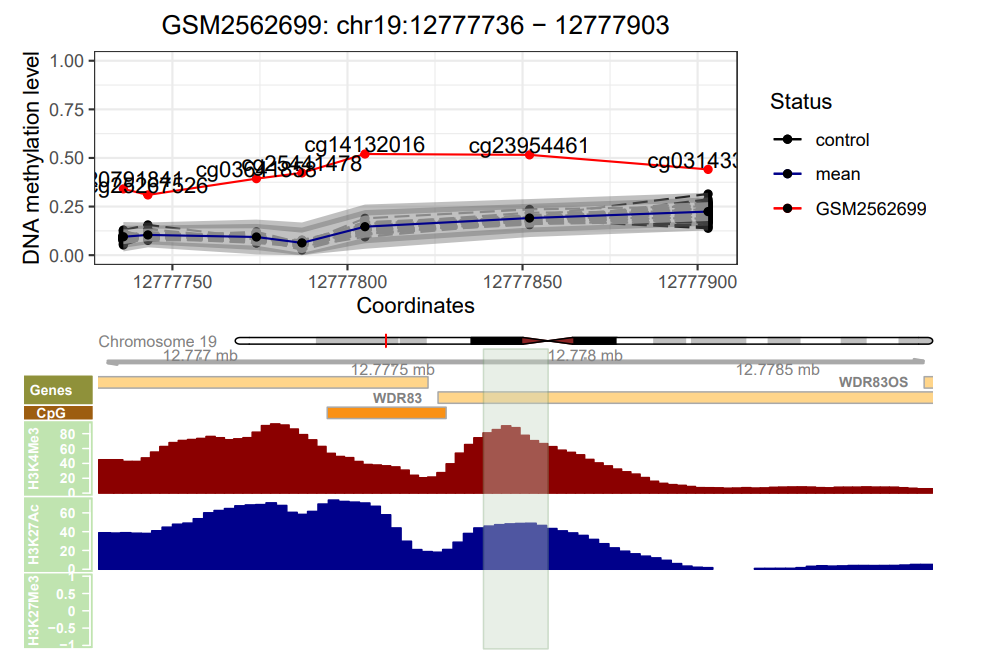 GSM2562699: chr19:12777736 − 12777903
DNA methylation level
1.00
0.75
0.50
0.25
0.00
cg14132016
cg23954461
cg25441478
12777750
12777800
12777850
12777900
Coordinates
Status
control
mean
GSM2562699
Chromosome 19
12.777 mb
12.778 mb
12.7775 mb
12.7785 mb
Genes
WDR83OS
WDR83
CpG
H3K4Me3
80
60
40
20
0
H3K27Ac
60
40
20
0
H3K27Me3
1
0.5
0
−0.5
−1